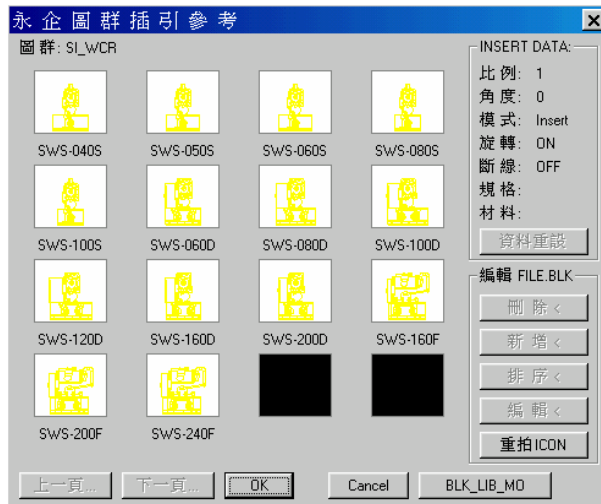 永企圖群插引參考
圖群: SI_WCR
SWS-040S SWS-050S SWS-060S SWS-080S
SWS-100S SWS-060D SWS-080D SWS-100D
SWS-120D SWS-160D SWS-200D SWS-160F
SWS-200F SWS-240F
INSERT DATA:
比例: 1
角度: 0
模式: Insert
旋轉: ON
斷線: OFF
規格:
材料:
資料重設
編輯 FILE.BLK
刪 除 <
新 增 <
排 序 <
編 輯 <
重拍ICON
上一頁... 下一頁... OK Cancel BLK_LIB_MO